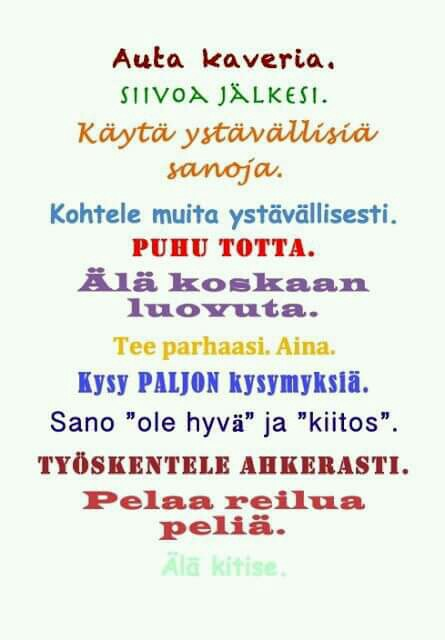 Auta kaveria.
SIIVOA JÄLKESI.
Käytä ystävällisiä
sanoja.
Kohtele muita ystävällisesti.
PUHU TOTTA.
Älä koskaan
luovuta.
Tee parhaasi. Aina.
Kysy PALJON kysymyksiä.
Sano ”ole hyvä” ja ”kiitos”.
TYÖSKENTELE AHKERASTI.
Pelaa reilua
peliä.
Älä kitise.